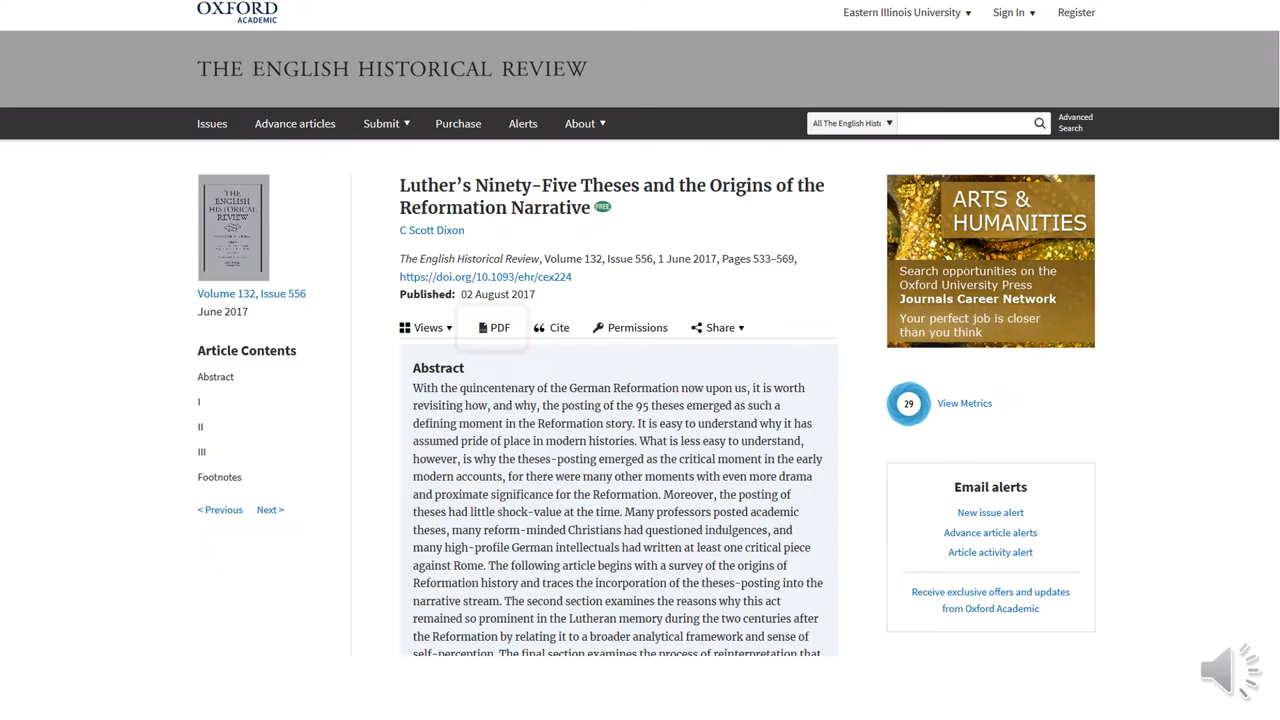 OXFORD
ACADEMIC
Eastern Illinois University
Sign In
Register
THE ENGLISH HISTORICAL REVIEW
Issues
Advance articles
Submit
Purchase
Alerts
About
All The English Histo
Advanced
Search
THE
ENGLISH
HISTORICAL
REVIEW
Volume 132, Issue 556
June 2017
Article Contents
Abstract
I
II
III
Footnotes
< Previous
Next >
Luther’s Ninety-Five Theses and the Origins of the
Reformation Narrative FREE
C Scott Dixon
The English Historical Review, Volume 132, Issue 556, 1 June 2017, Pages 533–569,
https://doi.org/10.1093/ehr/cex224
Published: 02 August 2017
Views
PDF
Cite
Permissions
Share
Abstract
With the quincentenary of the German Reformation now upon us, it is worth
revisiting how, and why, the posting of the 95 theses emerged as such a
defining moment in the Reformation story. It is easy to understand why it has
assumed pride of place in modern histories. What is less easy to understand,
however, is why the theses-posting emerged as the critical moment in the early
modern accounts, for there were many other moments with even more drama
and proximate significance for the Reformation. Moreover, the posting of
theses had little shock-value at the time. Many professors posted academic
theses, many reform-minded Christians had questioned indulgences, and
many high-profile German intellectuals had written at least one critical piece
against Rome. The following article begins with a survey of the origins of
Reformation history and traces the incorporation of the theses-posting into the
narrative stream. The second section examines the reasons why this act
remained so prominent in the Lutheran memory during the two centuries after
the Reformation by relating it to a broader analytical framework and sense of
self-perception. The final section examines the process of reinterpretation that
ARTS &
HUMANITIES
Search opportunities on the
Oxford University Press
Journals Career Network
Your perfect job is closer
than you think
29
View Metrics
Email alerts
New issue alert
Advance article alerts
Article activity alert
Receive exclusive offers and updates
from Oxford Academic